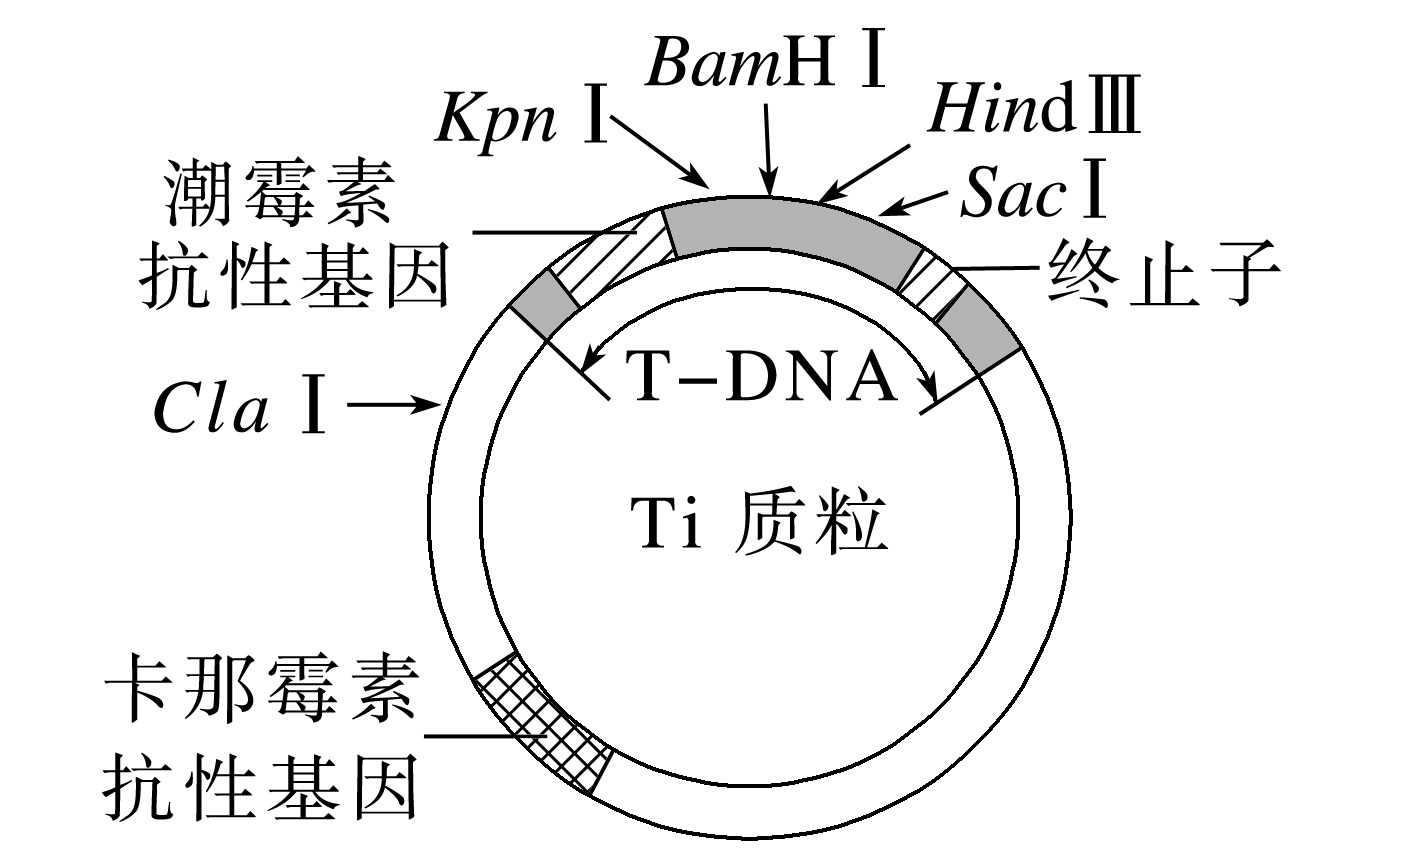 BamH Ⅰ
Kpn Ⅰ
Hind Ⅲ
Sac Ⅰ
潮霉素
抗性基因
终止子
T-DNA
Cla Ⅰ
Ti 质粒
卡那霉素
抗性基因